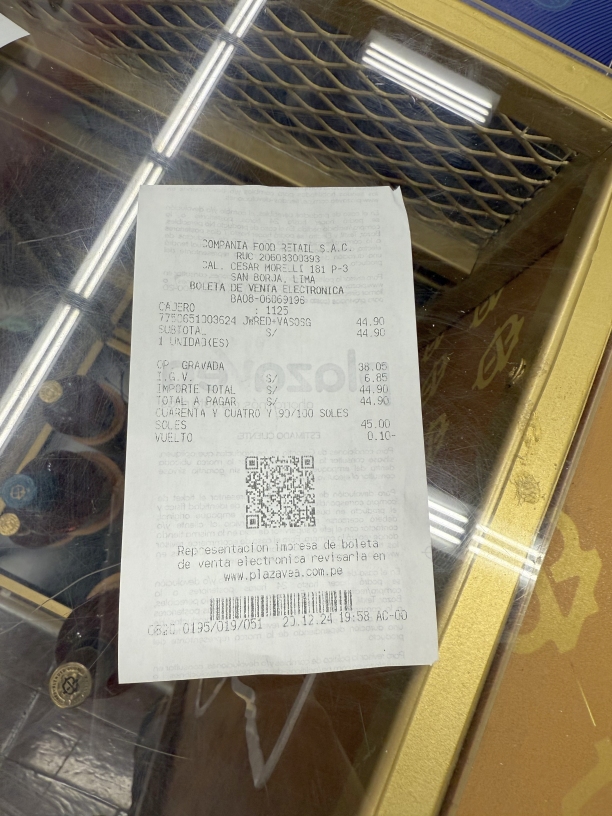 COMPANIA FOOD RETAIL S.A.C.
RUC 20608300393
CAL. CESAR MORELLI 181 P-3
SAN BORJA, LIMA
BOLETA DE VENTA ELECTRONICA
BA08-06069196
CAJERO : 1125
7750651003624 JWRED-VASOSG 44.90
SUBTOTAL S/ 44.90
1 UNIDAD(ES)
OP. GRAVADA 38.05
I.G.V. S/ 6.85
IMPORTE TOTAL S/ 44.90
TOTAL A PAGAR S/ 44.90
CUARENTA Y CUATRO Y 90/100 SOLES
SOLES 45.00
VUELTO 0.10-
Representacion impresa de boleta
de venta electronica revisarla en
www.plazavea.com.pe
0195/019/051 20.12.24 19:58 AC-00